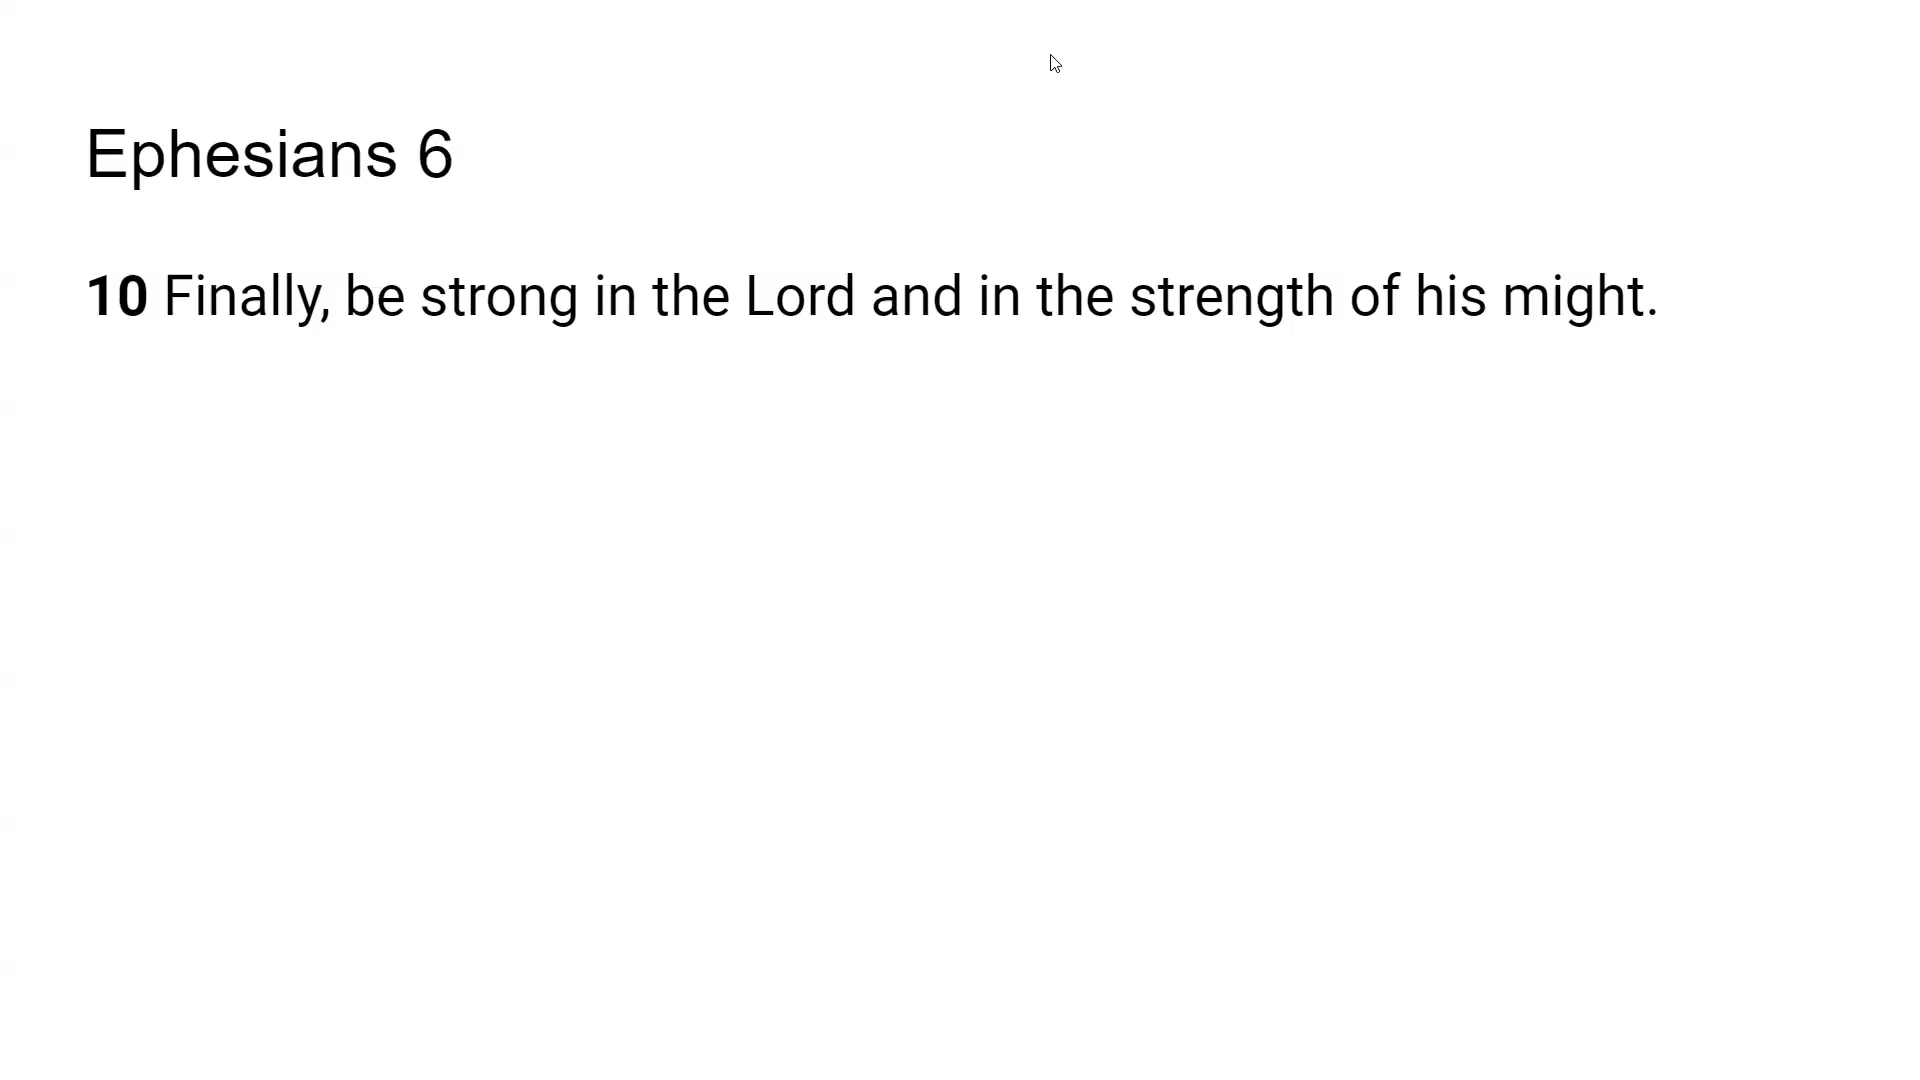 Ephesians 6
10 Finally, be strong in the Lord and in the strength of his might.